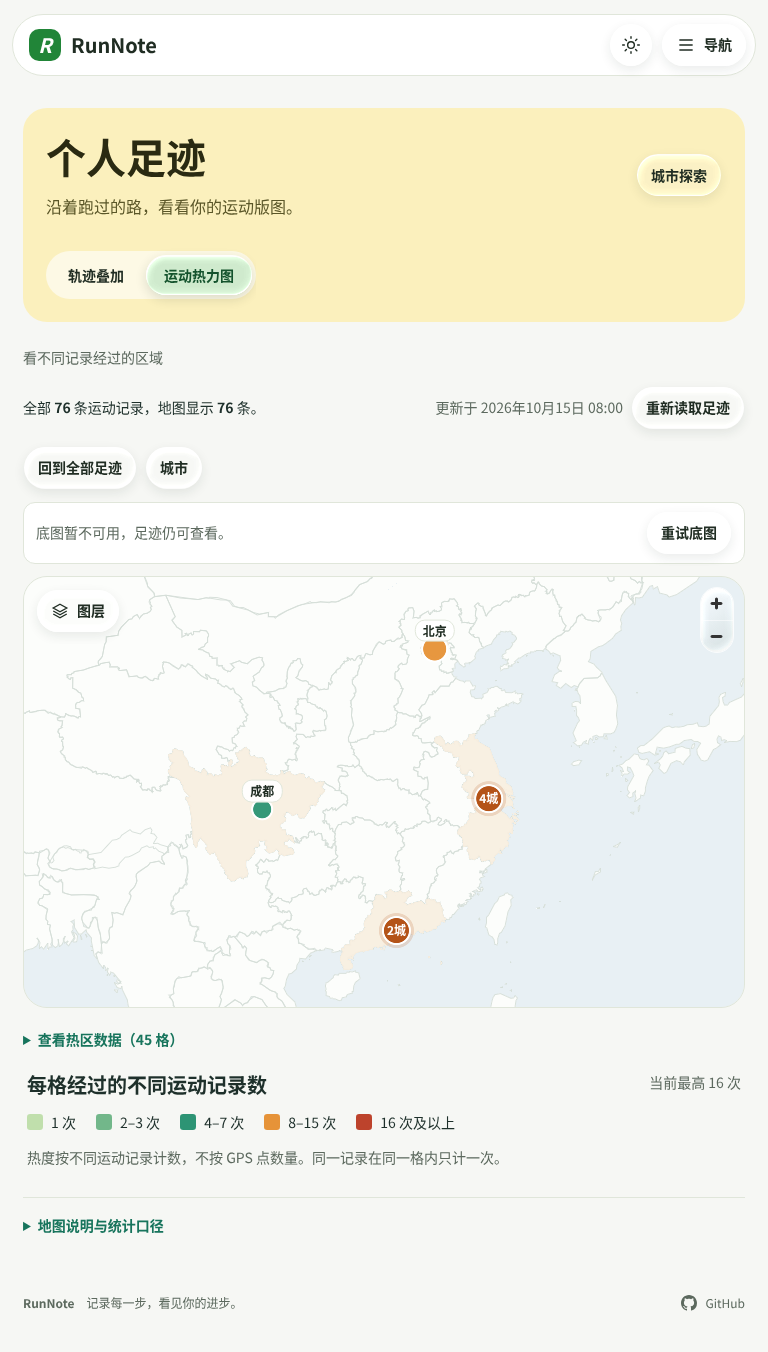 R RunNote
导航
个人足迹
城市探索
沿着跑过的路，看看你的运动版图。
轨迹叠加 运动热力图
看不同记录经过的区域
全部 76 条运动记录，地图显示 76 条。
更新于 2026年10月15日 08:00 重新读取足迹
回到全部足迹 城市
底图暂不可用，足迹仍可查看。 重试底图
图层
+
−
北京
成都
4城
2城
查看热区数据（45 格）
每格经过的不同运动记录数 当前最高 16 次
1 次 2–3 次 4–7 次 8–15 次 16 次及以上
热度按不同运动记录计数，不按 GPS 点数量。同一记录在同一格内只计一次。
地图说明与统计口径
RunNote 记录每一步，看见你的进步。 GitHub